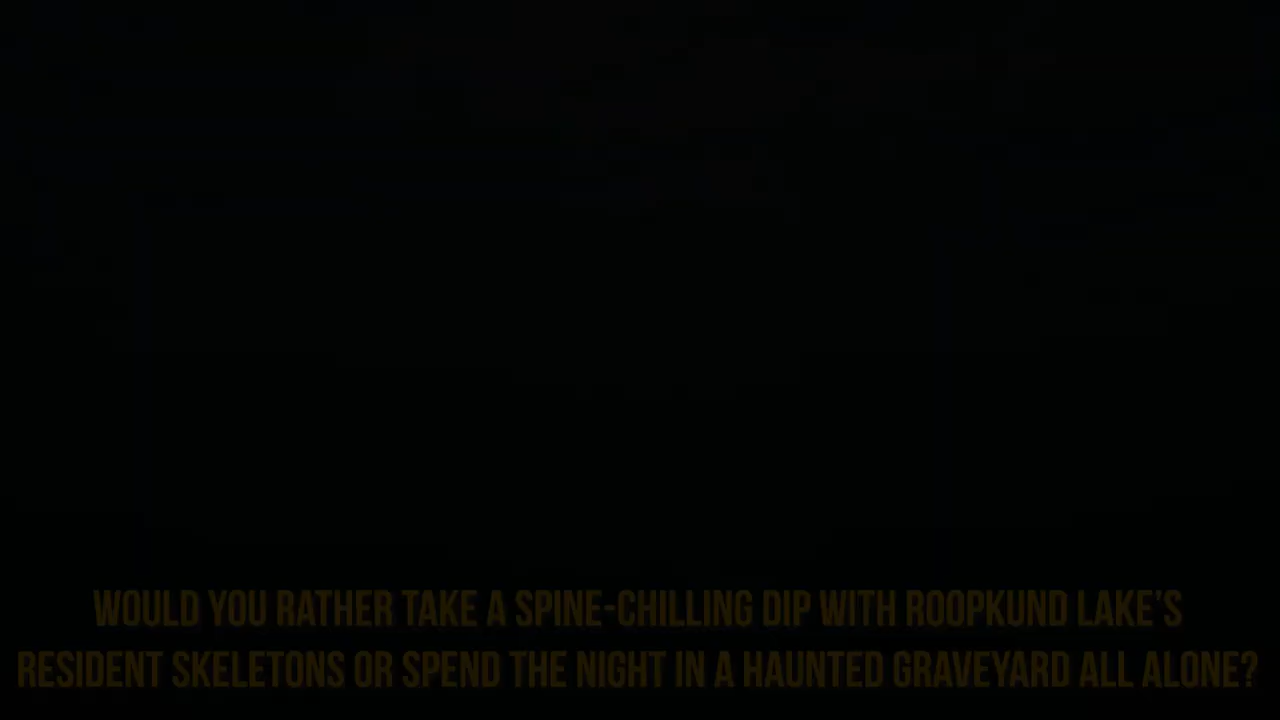 WOULD YOU RATHER TAKE A SPINE-CHILLING DIP WITH ROOPKUND LAKE'S
RESIDENT SKELETONS OR SPEND THE NIGHT IN A HAUNTED GRAVEYARD ALL ALONE?